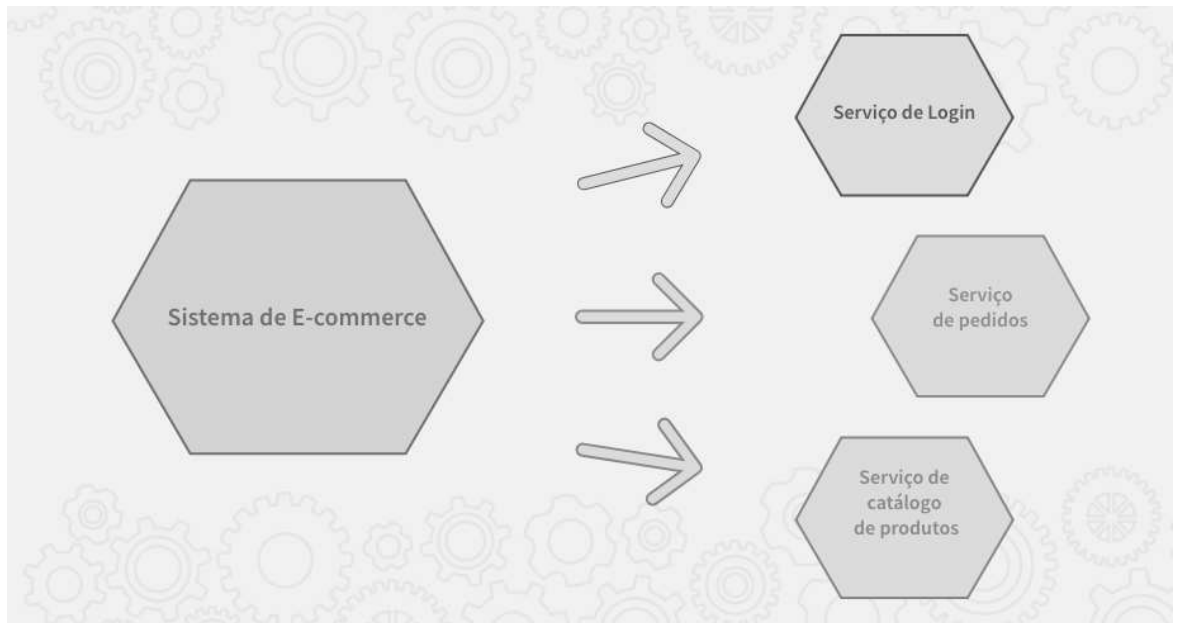 Sistema de E-commerce
Serviço de Login
Serviço
de pedidos
Serviço de
catálogo
de produtos